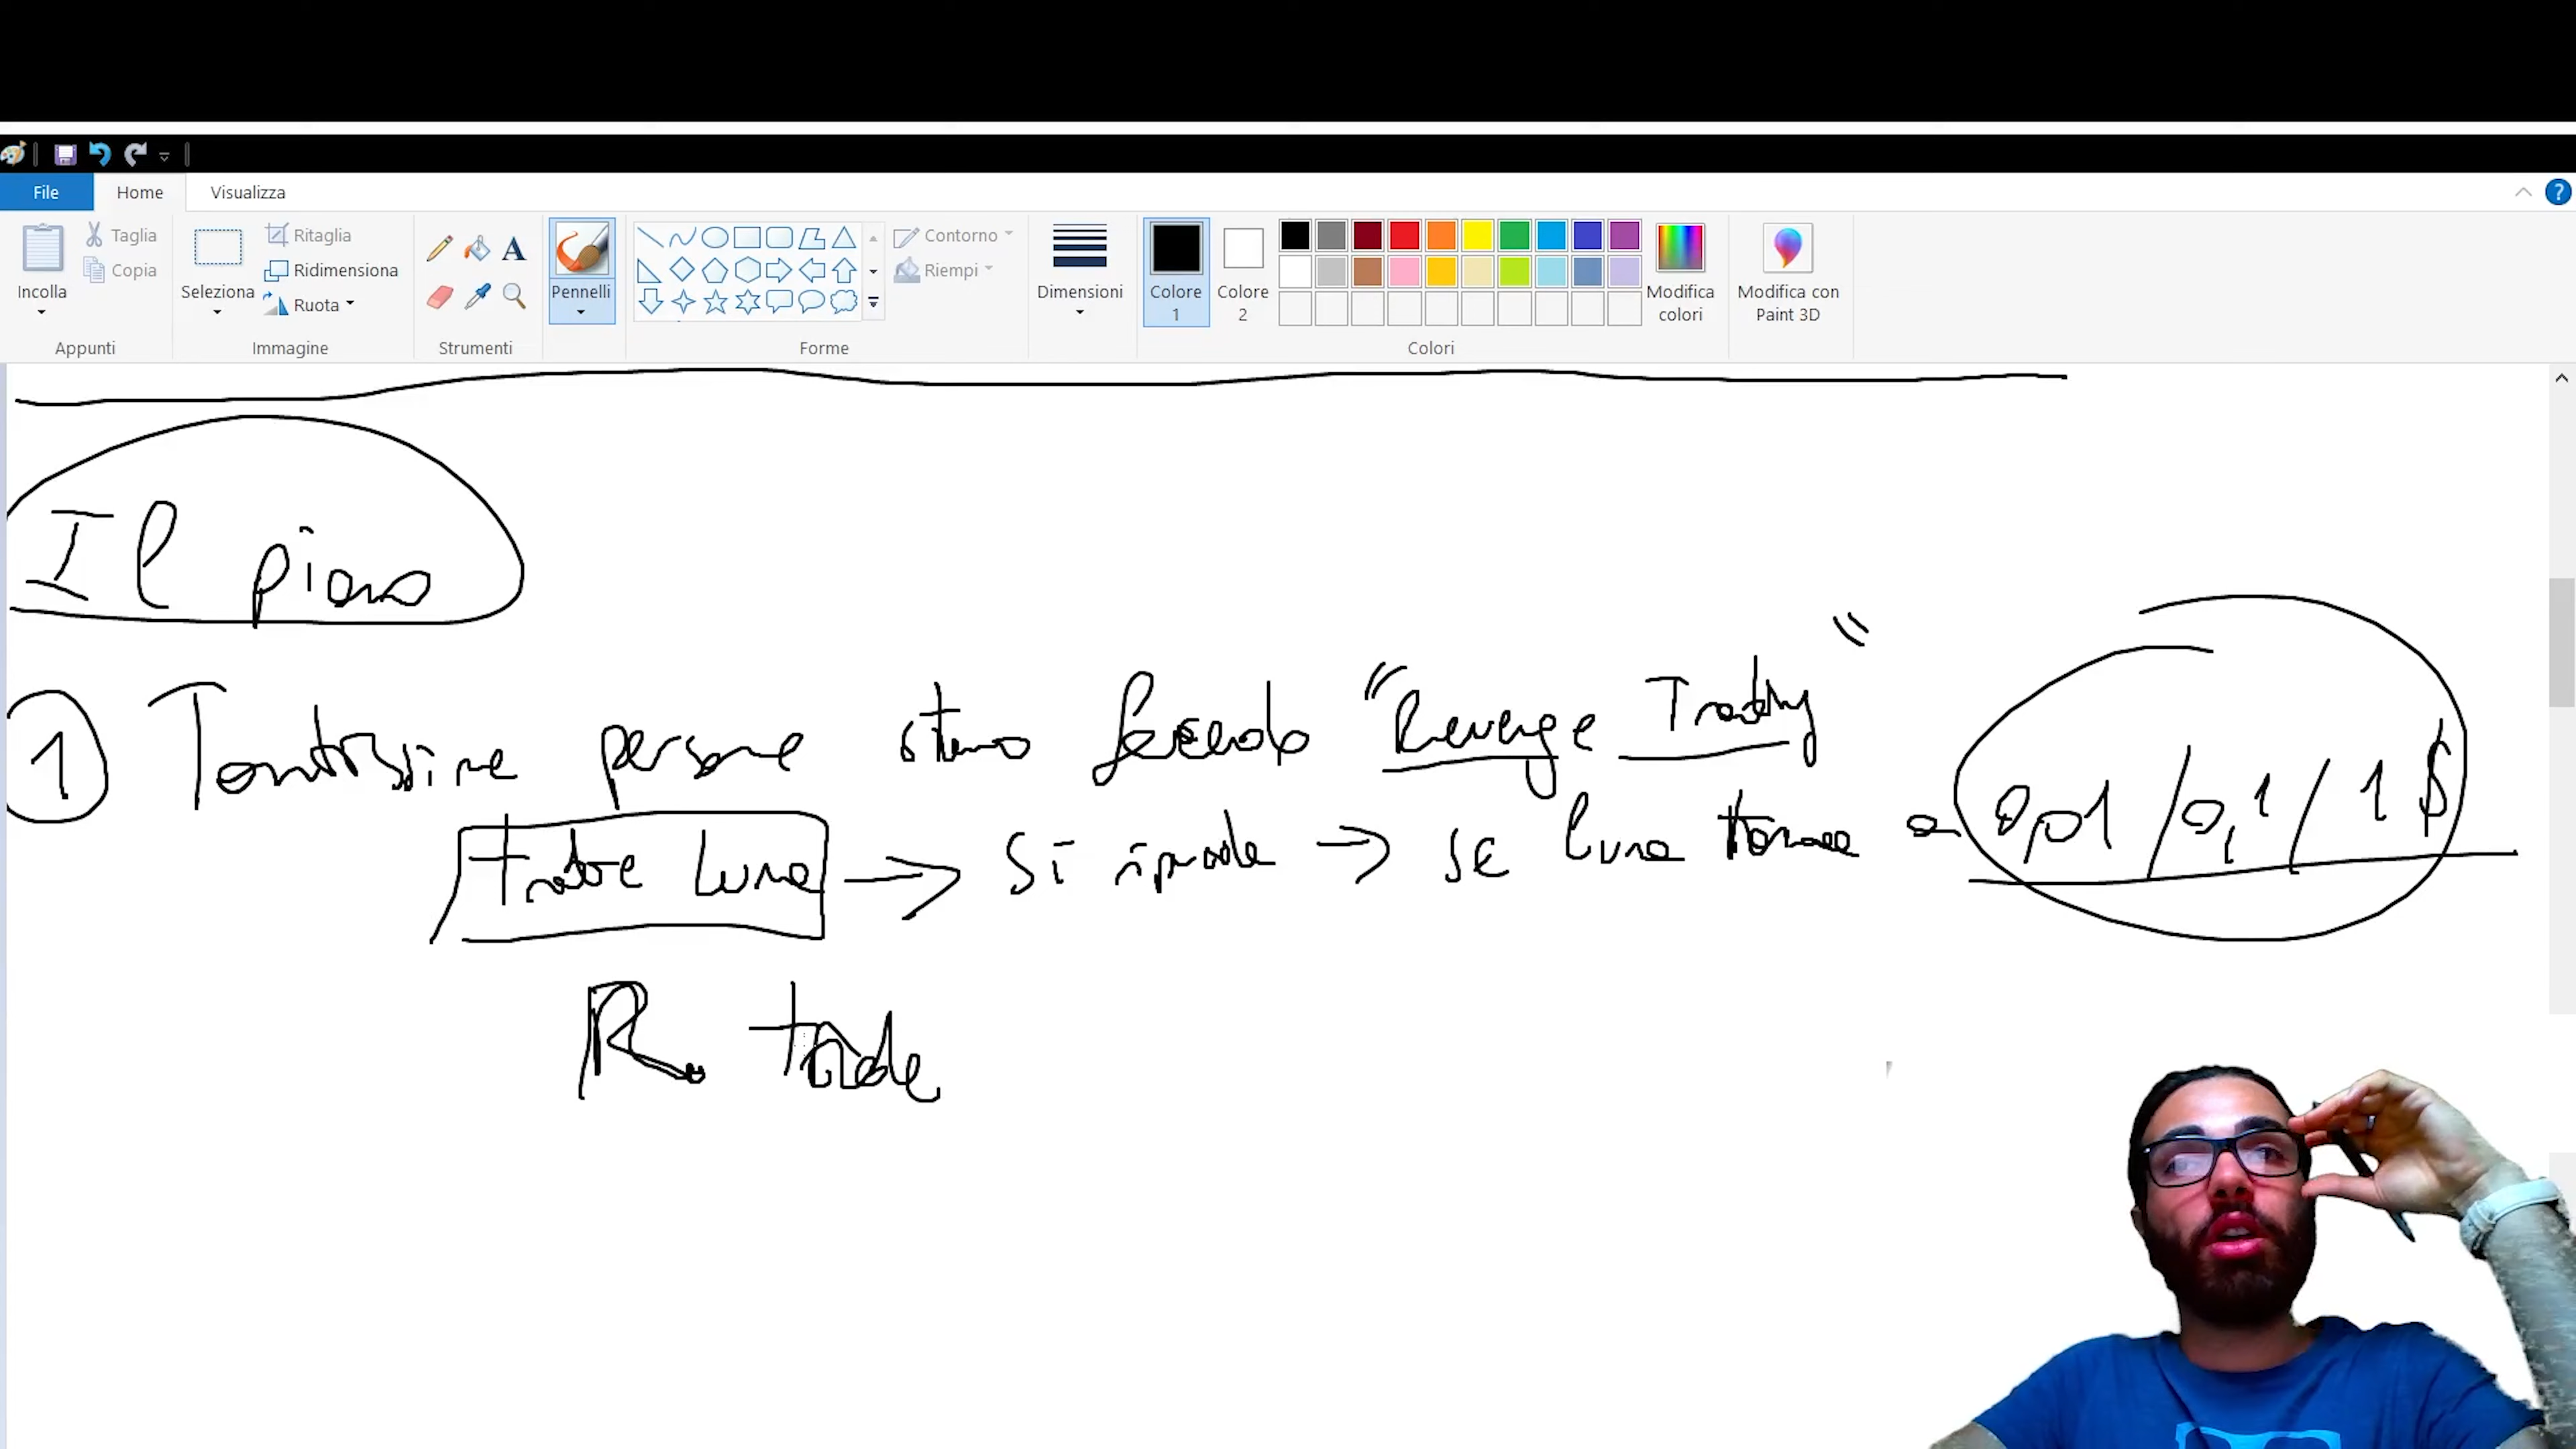 File Home Visualizza
Incolla Taglia Copia
Appunti
Seleziona Ritaglia Ridimensiona Ruota
Immagine
A
Strumenti
Pennelli
Forme
Contorno
Riempi
Dimensioni
Colore 1
Colore 2
Modifica colori
Colori
Modifica con Paint 3D
?
Il piano
1 Tantissime persone stanno facendo "Revenge Trading"
trade Luna → Si riprende → SE Luna torna a 0,01 / 0,1 / 1 $
R. trade